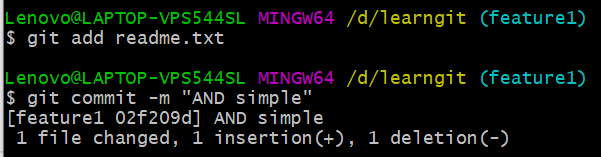 Lenovo@LAPTOP-VPS544SL MINGW64 /d/learngit (feature1)
$ git add readme.txt
Lenovo@LAPTOP-VPS544SL MINGW64 /d/learngit (feature1)
$ git commit -m "AND simple"
[feature1 02f209d] AND simple
 1 file changed, 1 insertion(+), 1 deletion(-)